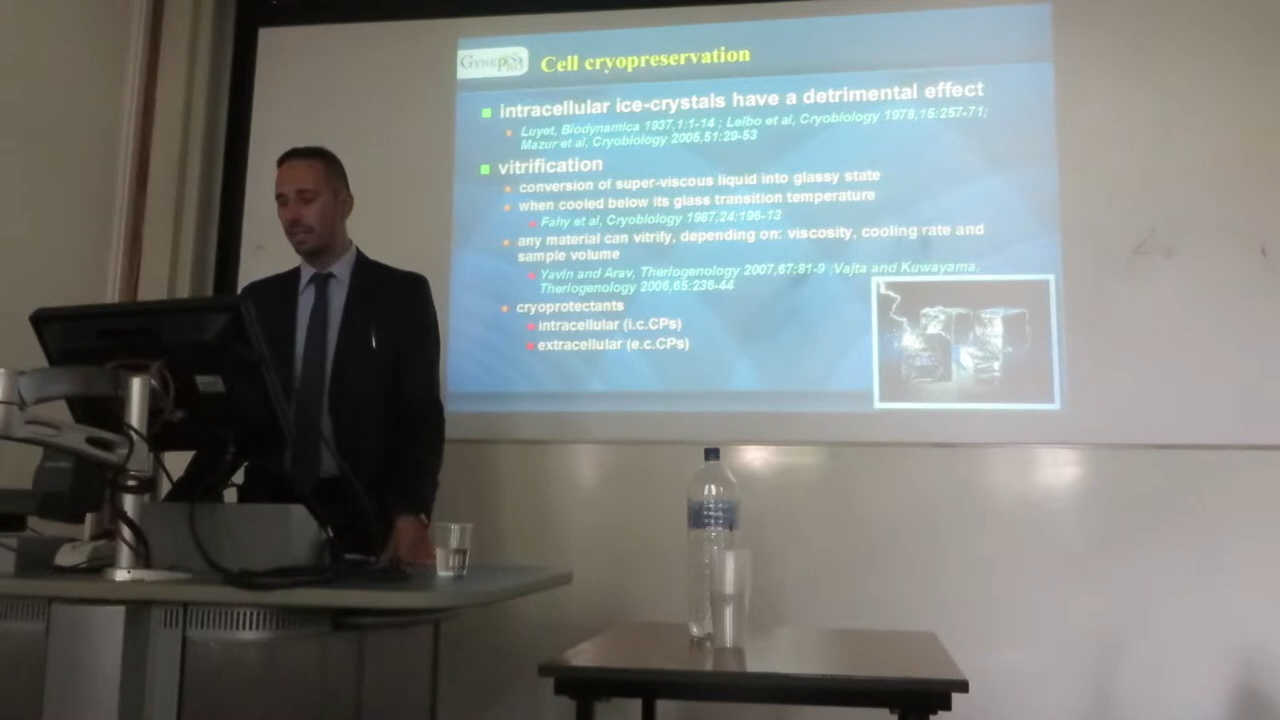 GYNEPRO
Cell cryopreservation
intracellular ice-crystals have a detrimental effect
Luyet, Biodynamica 1937,1:1-14 ; Leibo et al, Cryobiology 1978,15:257-71;
Mazur et al, Cryobiology 2005,51:29-53
vitrification
conversion of super-viscous liquid into glassy state
when cooled below its glass transition temperature
Fahy et al, Cryobiology 1987,24:196-13
any material can vitrify, depending on: viscosity, cooling rate and
sample volume
Yavin and Arav, Theriogenology 2007,67:81-9 ;Vajta and Kuwayama,
Theriogenology 2006,65:236-44
cryoprotectants
intracellular (i.c.CPs)
extracellular (e.c.CPs)